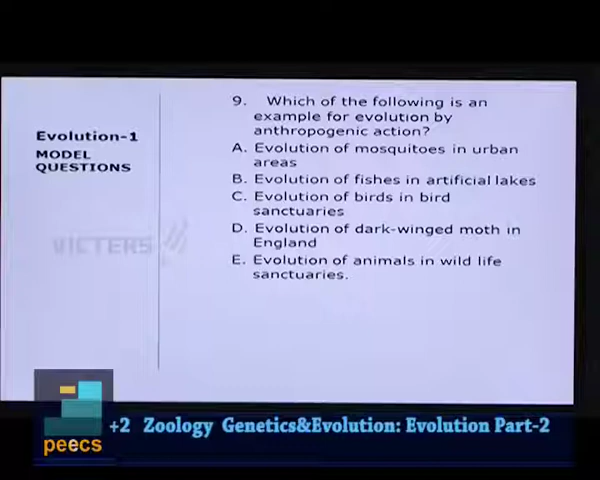 Evolution-1
MODEL
QUESTIONS
9. Which of the following is an
example for evolution by
anthropogenic action?
A. Evolution of mosquitoes in urban
areas
B. Evolution of fishes in artificial lakes
C. Evolution of birds in bird
sanctuaries
D. Evolution of dark-winged moth in
England
E. Evolution of animals in wild life
sanctuaries.
VICTERS
peecs
+2 Zoology Genetics&Evolution: Evolution Part-2